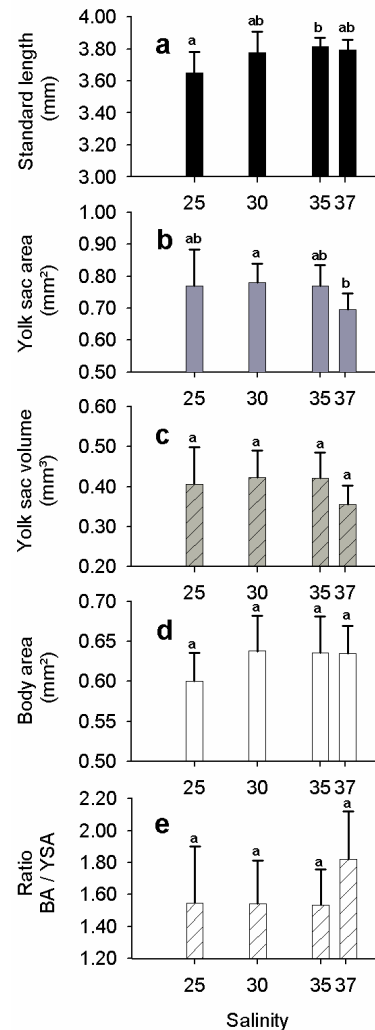 Standard length
(mm)
4.00
3.80
3.60
3.40
3.20
3.00
a
a
ab
b
ab
25
30
35
37
Yolk sac area
(mm²)
1.00
0.90
0.80
0.70
0.60
0.50
b
ab
a
ab
b
25
30
35
37
Yolk sac volume
(mm³)
0.60
0.50
0.40
0.30
0.20
c
a
a
a
a
25
30
35
37
Body area
(mm²)
0.70
0.65
0.60
0.55
0.50
d
a
a
a
a
25
30
35
37
Ratio
BA / YSA
2.20
2.00
1.80
1.60
1.40
1.20
e
a
a
a
a
25
30
35
37
Salinity